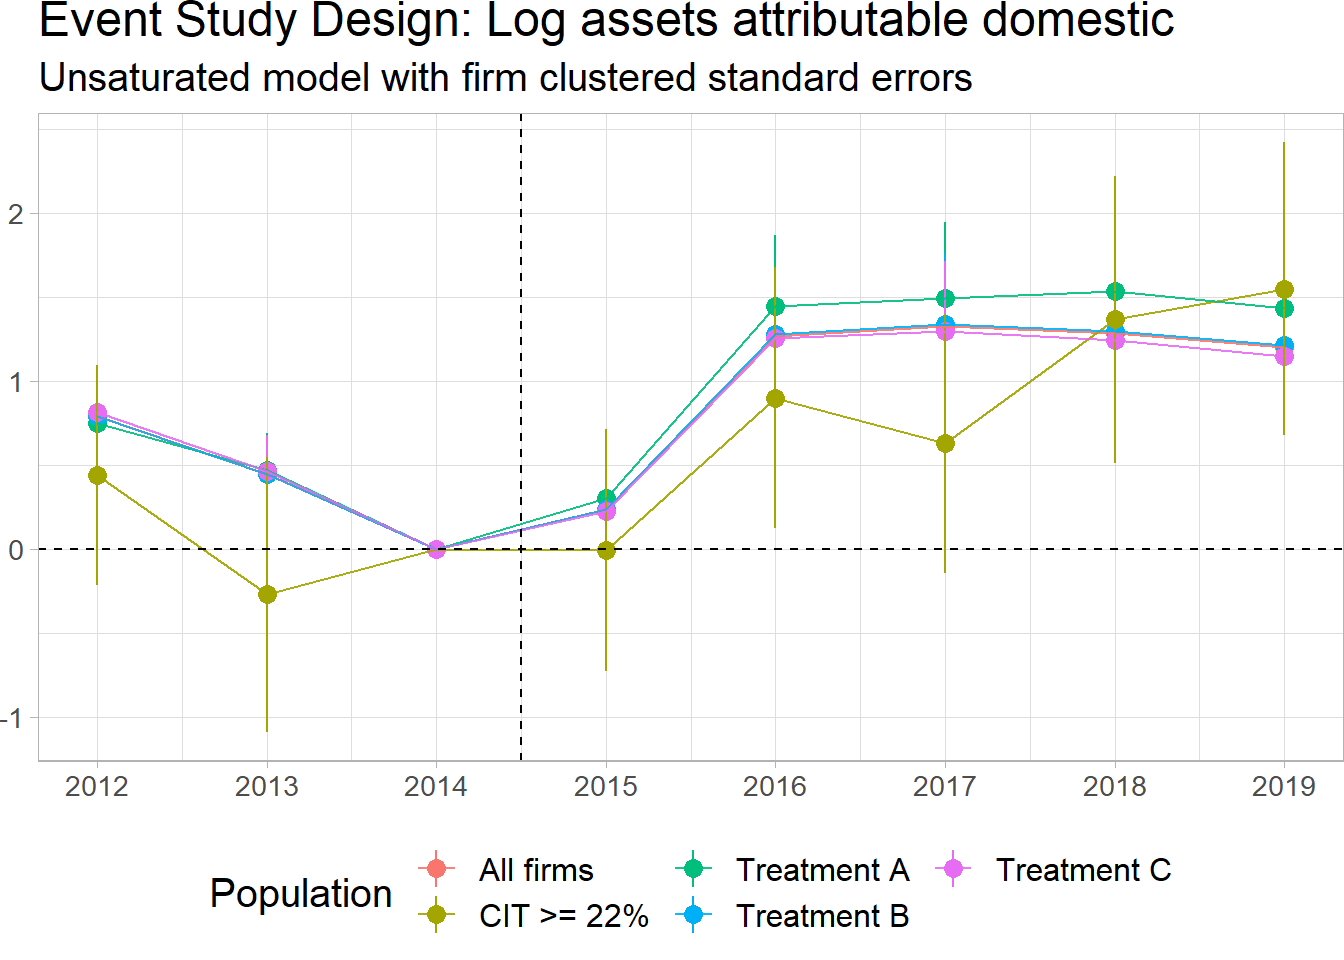 Event Study Design: Log assets attributable domestic
Unsaturated model with firm clustered standard errors
2
1
0
-1
2012 2013 2014 2015 2016 2017 2018 2019
Population
All firms
Treatment A
Treatment C
CIT >= 22%
Treatment B